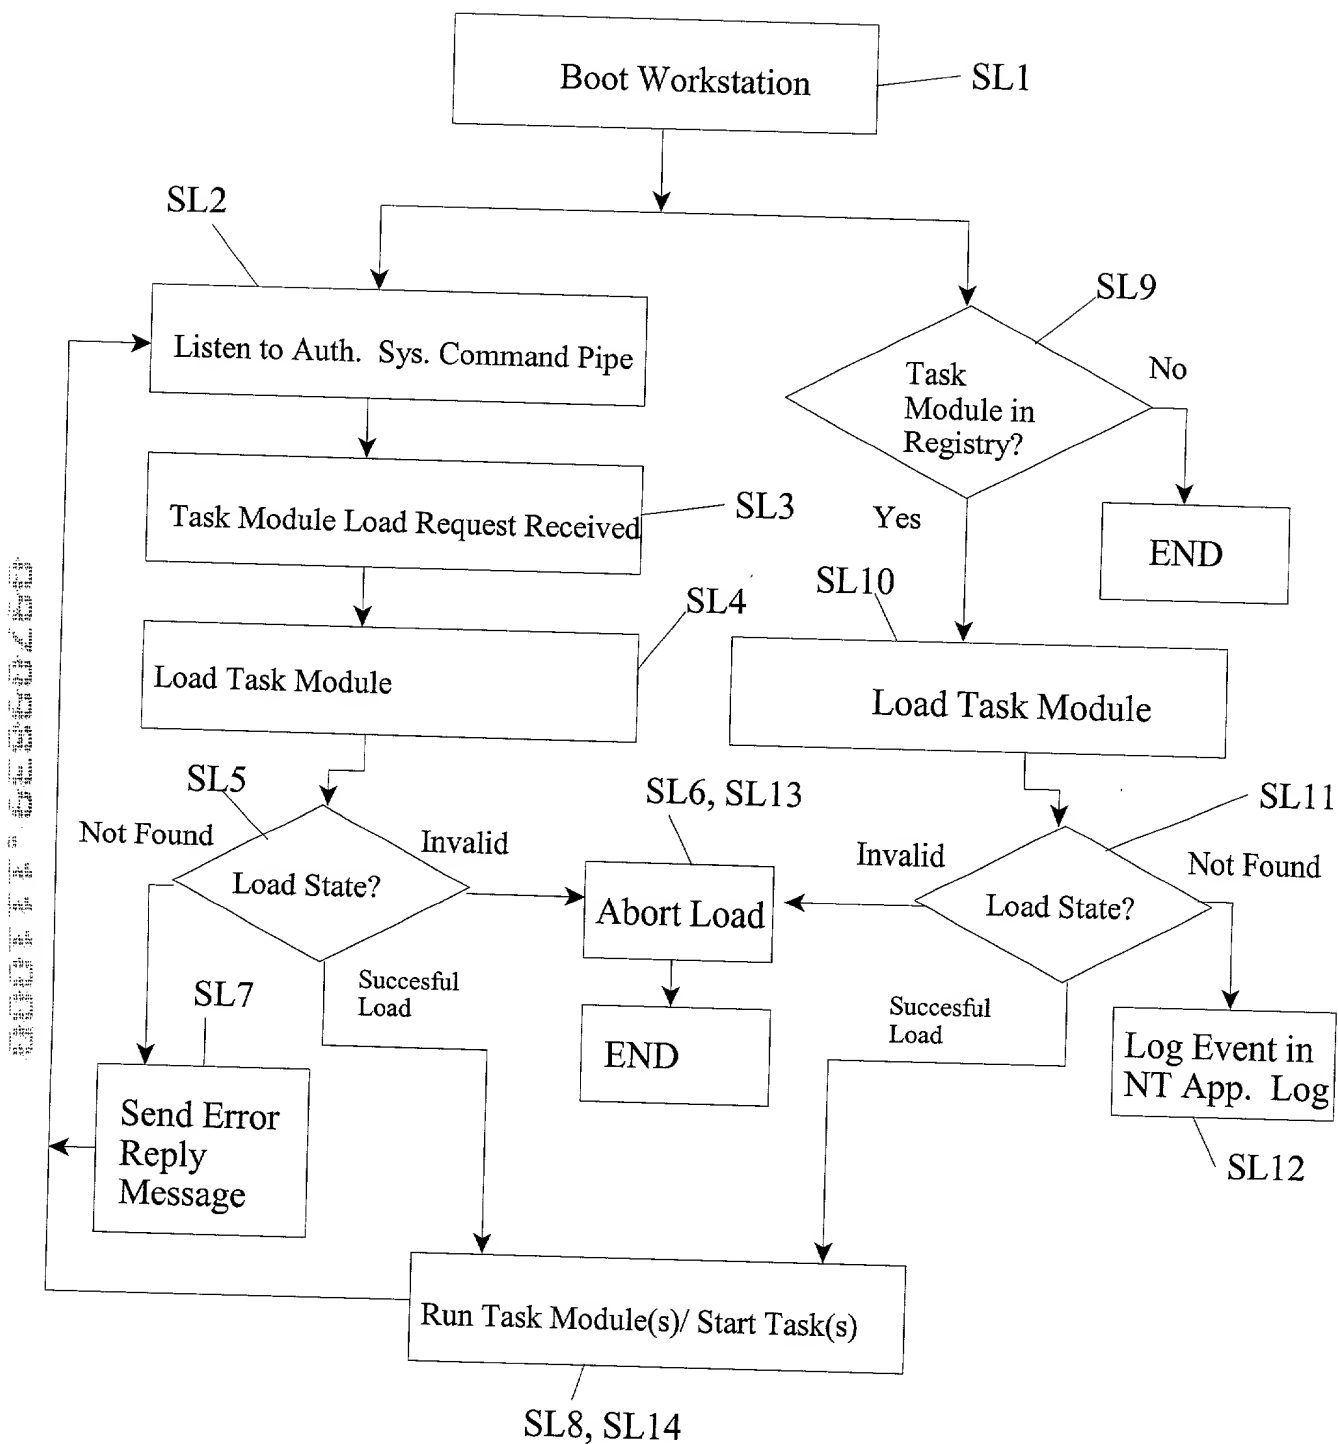 Boot Workstation
SL1
SL2
SL9
Listen to Auth. Sys. Command Pipe
Task
Module in
Registry?
No
Task Module Load Request Received
SL3
Yes
END
SL10
SL4
Load Task Module
Load Task Module
SL5
SL6, SL13
SL11
Not Found
Invalid
Invalid
Not Found
Load State?
Abort Load
Load State?
SL7
Succesful
Load
Succesful
Load
END
Log Event in
NT App. Log
Send Error
Reply
Message
SL12
Run Task Module(s)/ Start Task(s)
SL8, SL14